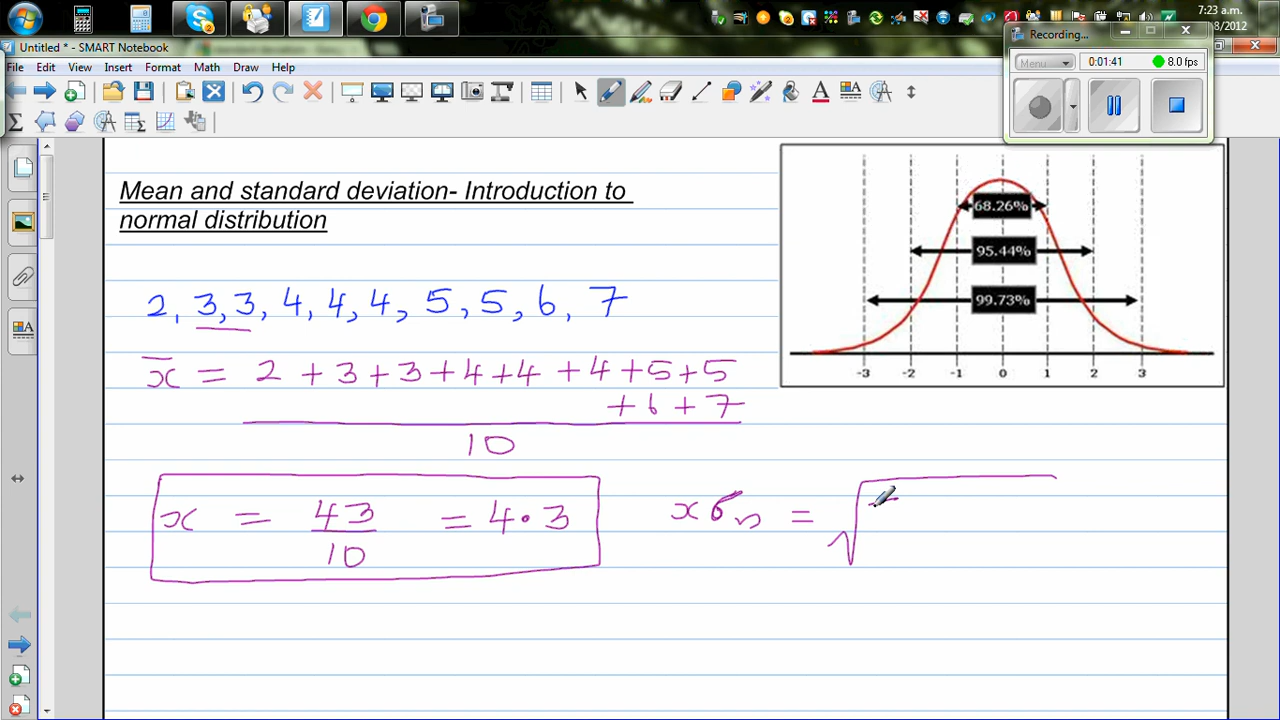 7:23 a.m.
8/2012
Untitled * - SMART Notebook
Recording...
File Edit View Insert Format Math Draw Help
Menu
0:01:41
8.0 fps
Mean and standard deviation- Introduction to
normal distribution
68.26%
95.44%
99.73%
-3 -2 -1 0 1 2 3
2, 3, 3, 4, 4, 4, 5, 5, 6, 7
x̄ = 2 + 3 + 3 + 4 + 4 + 4 + 5 + 5
+ 6 + 7
10
x = 43 = 4.3
10
xσn = √